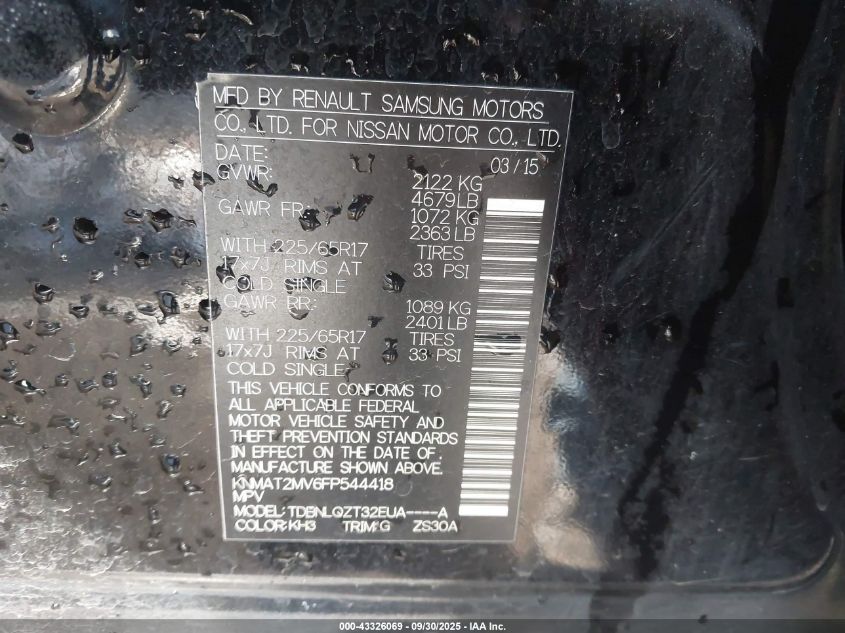 MFD BY RENAULT SAMSUNG MOTORS
CO., LTD. FOR NISSAN MOTOR CO., LTD.
DATE: 03/15
GVWR: 2122 KG
4679 LB
GAWR FR: 1072 KG
2363 LB
WITH 225/65R17 TIRES
17x7J RIMS AT 33 PSI
COLD SINGLE
GAWR RR: 1089 KG
2401 LB
WITH 225/65R17 TIRES
17x7J RIMS AT 33 PSI
COLD SINGLE
THIS VEHICLE CONFORMS TO
ALL APPLICABLE FEDERAL
MOTOR VEHICLE SAFETY AND
THEFT PREVENTION STANDARDS
IN EFFECT ON THE DATE OF
MANUFACTURE SHOWN ABOVE.
KNMAT2MV6FP544418
MPV
MODEL: TDBNLQZT32EUA----A
COLOR: KH3 TRIM: G ZS30A
000-43326069 - 09/30/2025 - IAA Inc.